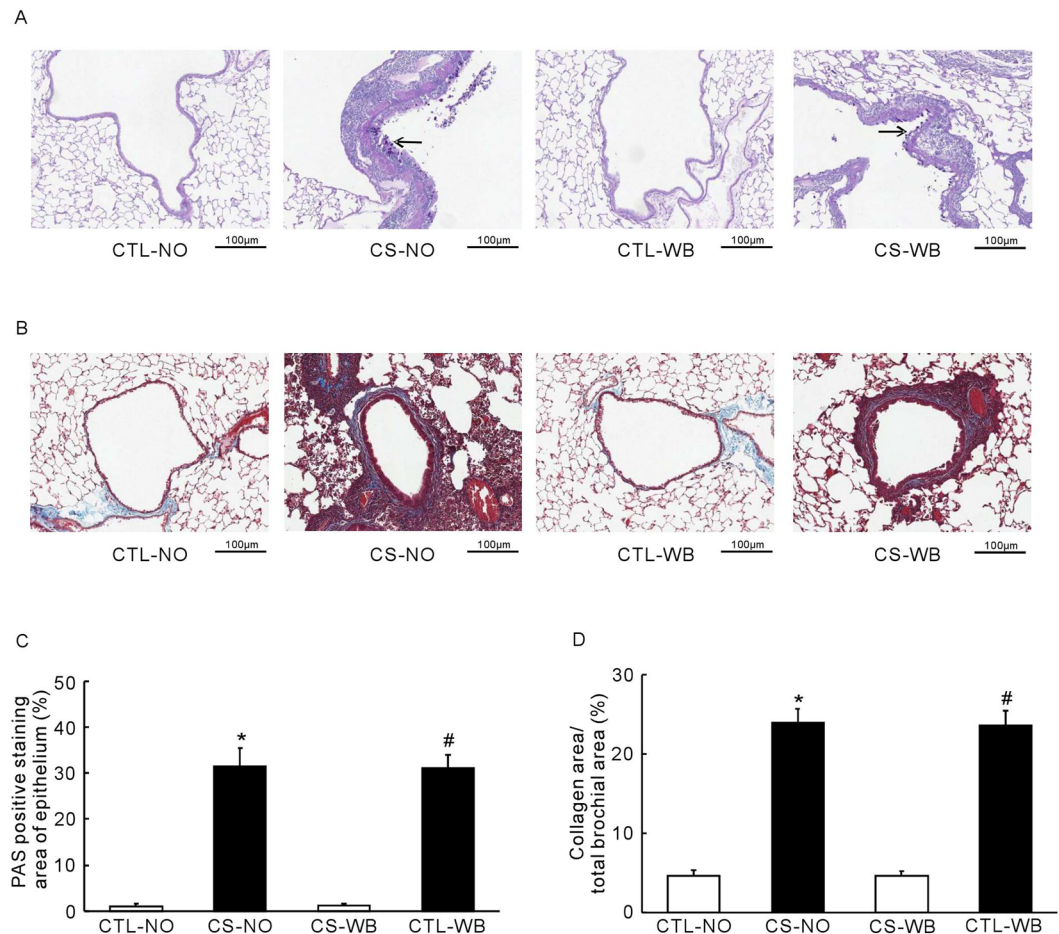 A
CTL-NO 100μm CS-NO 100μm CTL-WB 100μm CS-WB 100μm
B
CTL-NO 100μm CS-NO 100μm CTL-WB 100μm CS-WB 100μm
C
PAS positive staining
area of epithelium (%)
50
40
30
20
10
0
*
#
CTL-NO CS-NO CS-WB CTL-WB
D
Collagen area/
total brochial area (%)
30
20
10
0
*
#
CTL-NO CS-NO CS-WB CTL-WB